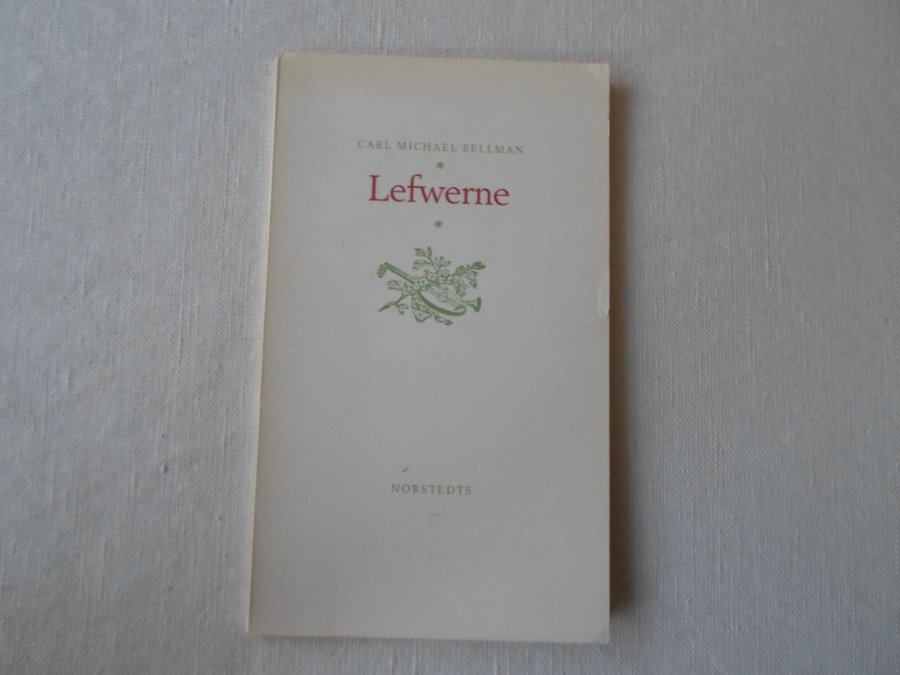 CARL MICHAEL BELLMAN
*
Lefwerne
*
NORSTEDTS